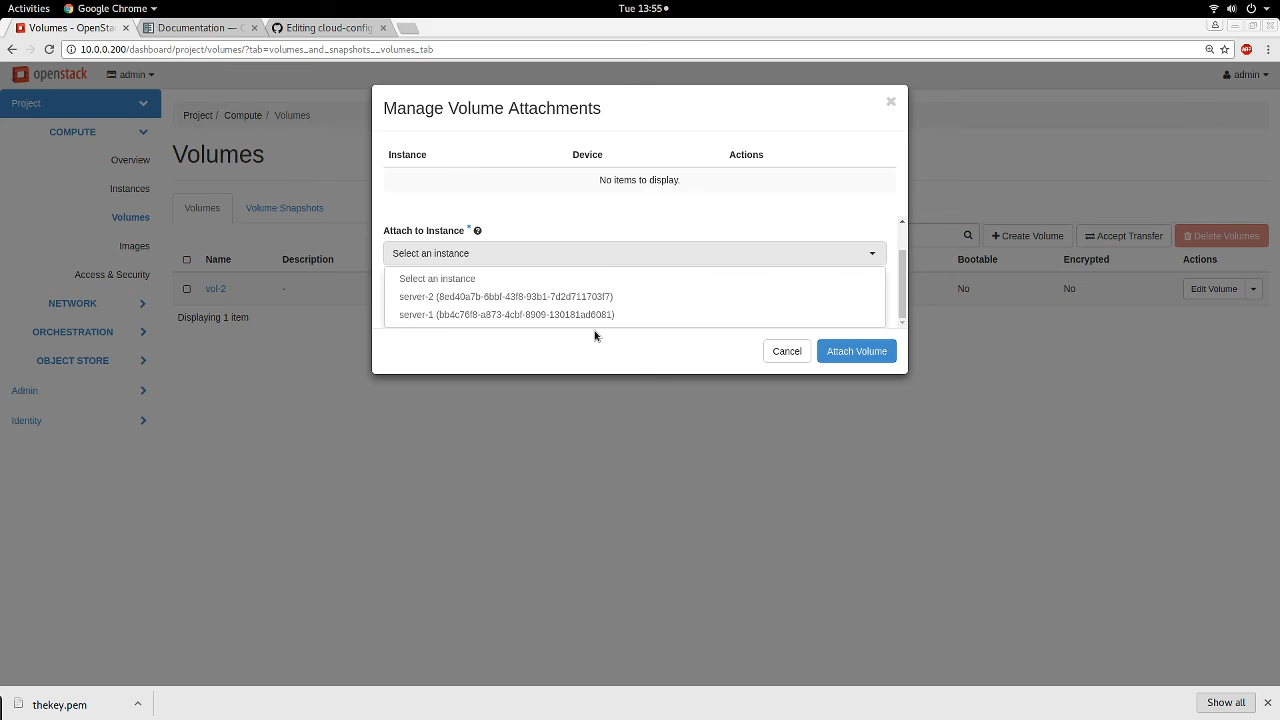 Activities Google Chrome Tue 13:55
Volumes - OpenSta Documentation — C Editing cloud-config
10.0.0.200/dashboard/project/volumes/?tab=volumes_and_snapshots__volumes_tab ABP
openstack admin admin
Project
COMPUTE
Overview
Instances
Volumes
Images
Access & Security
NETWORK
ORCHESTRATION
OBJECT STORE
Admin
Identity
Project / Compute / Volumes
Volumes
Volumes Volume Snapshots
Create Volume Accept Transfer Delete Volumes
Name Description Bootable Encrypted Actions
vol-2 - No No Edit Volume
Displaying 1 item
Manage Volume Attachments
Instance Device Actions
No items to display.
Attach to Instance *
Select an instance
Select an instance
server-2 (8ed40a7b-6bbf-43f8-93b1-7d2d711703f7)
server-1 (bb4c76f8-a873-4cbf-8909-130181ad6081)
Cancel Attach Volume
thekey.pem Show all